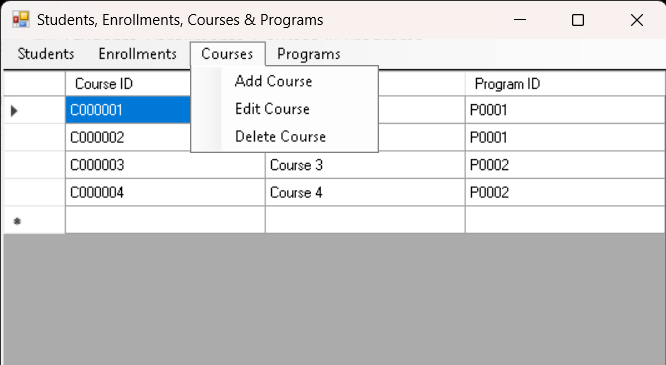 Students, Enrollments, Courses & Programs
Students Enrollments Courses Programs
Course ID Program ID
Add Course
C000001 P0001
Edit Course
C000002 P0001
Delete Course
C000003 Course 3 P0002
C000004 Course 4 P0002